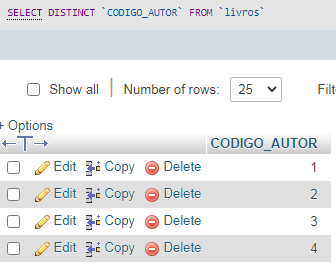 SELECT DISTINCT `CODIGO_AUTOR` FROM `livros`
Show all Number of rows: 25
+ Options
←T→ CODIGO_AUTOR
Edit Copy Delete 1
Edit Copy Delete 2
Edit Copy Delete 3
Edit Copy Delete 4